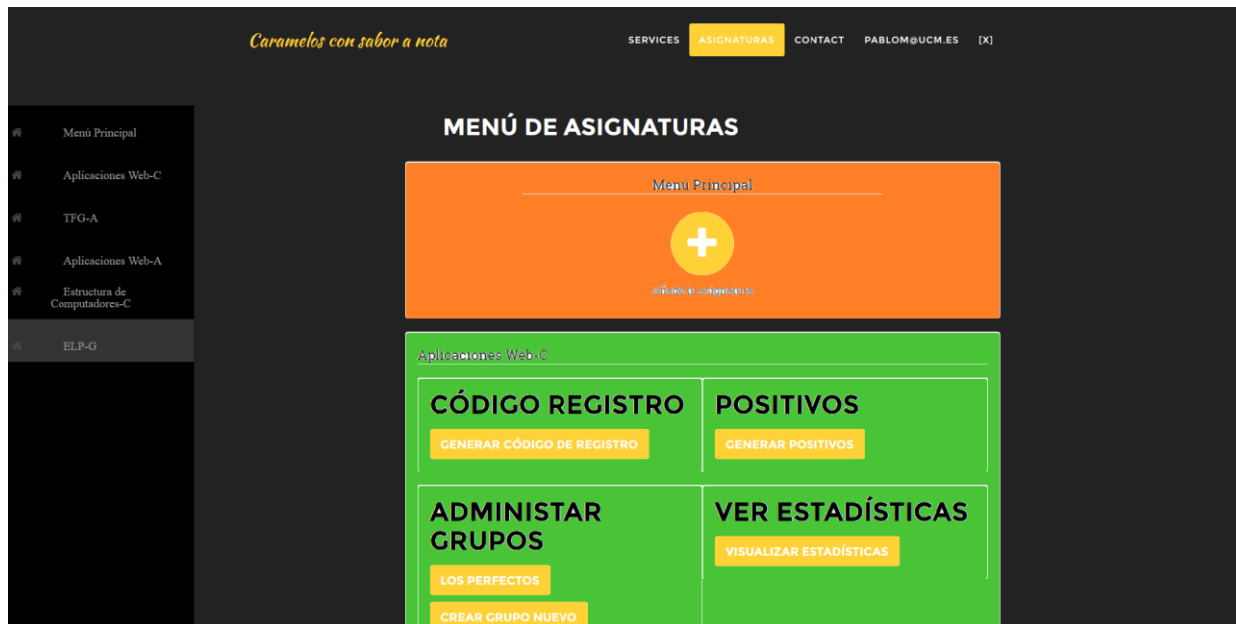 Caramelos con sabor a nota
SERVICES ASIGNATURAS CONTACT PABLOM@UCM.ES [X]
Menú Principal
Aplicaciones Web-C
TFG-A
Aplicaciones Web-A
Estructura de
Computadores-C
ELP-G
MENÚ DE ASIGNATURAS
Menú Principal
Aplicaciones Web-C
CÓDIGO REGISTRO
GENERAR CÓDIGO DE REGISTRO
POSITIVOS
GENERAR POSITIVOS
ADMINISTAR
GRUPOS
LOS PERFECTOS
CREAR GRUPO NUEVO
VER ESTADÍSTICAS
VISUALIZAR ESTADÍSTICAS